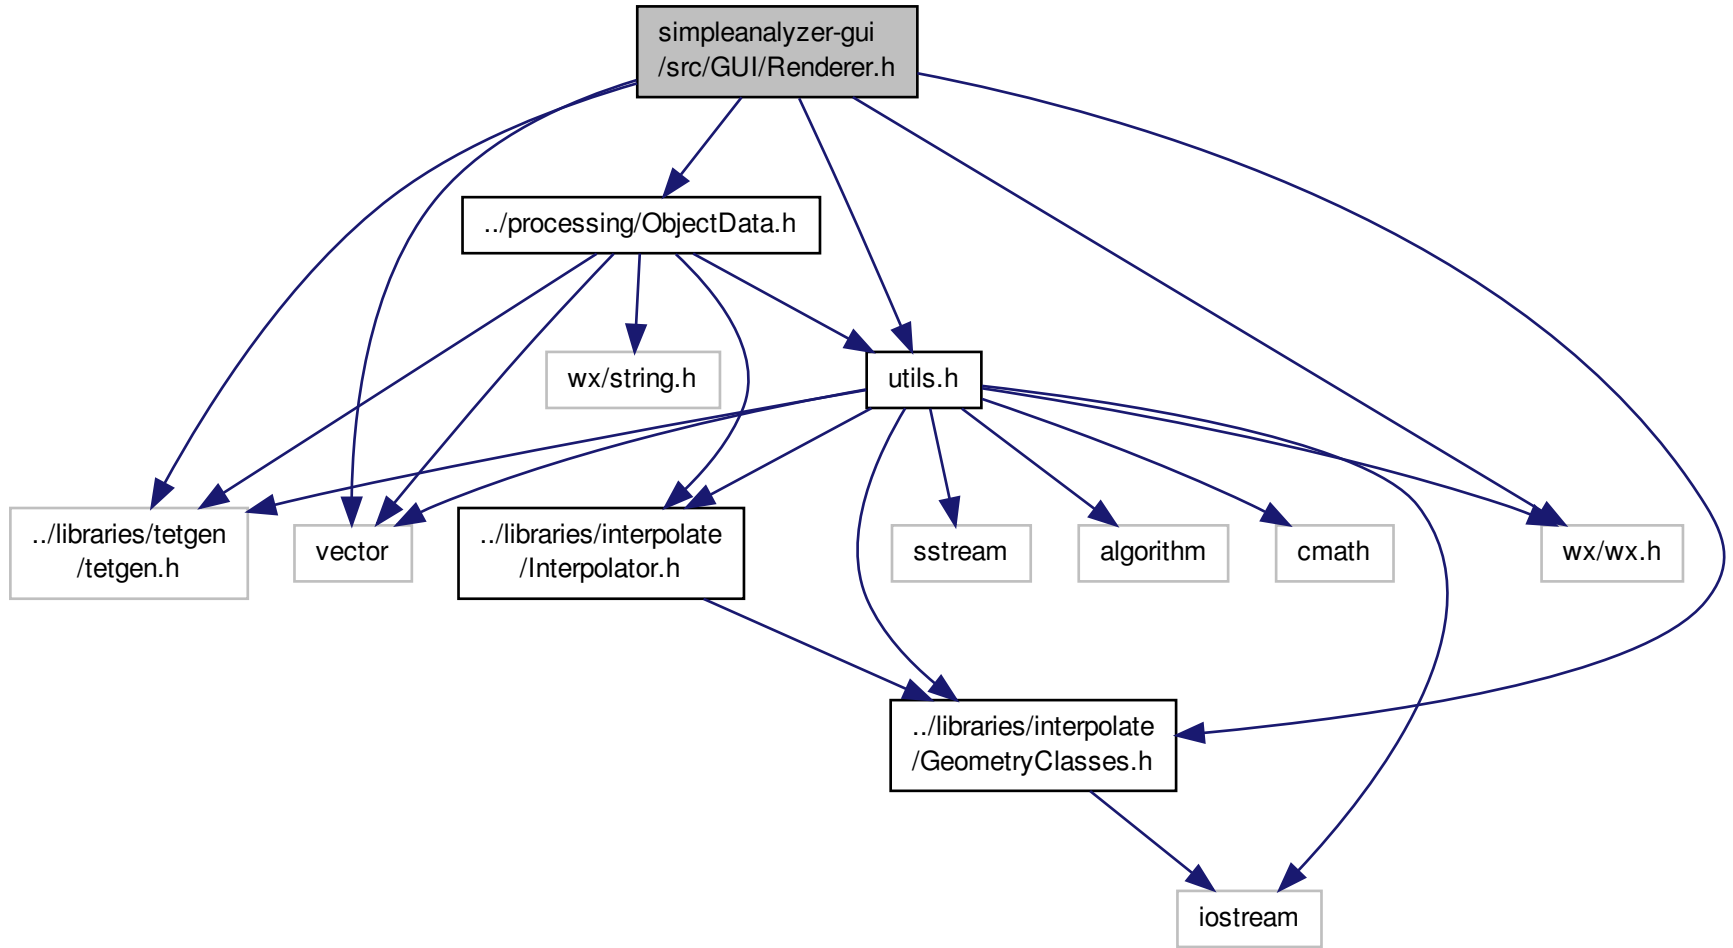 simpleanalyzer-gui
/src/GUI/Renderer.h
../processing/ObjectData.h
wx/string.h
utils.h
../libraries/tetgen
/tetgen.h
vector
../libraries/interpolate
/Interpolator.h
sstream
algorithm
cmath
wx/wx.h
../libraries/interpolate
/GeometryClasses.h
iostream